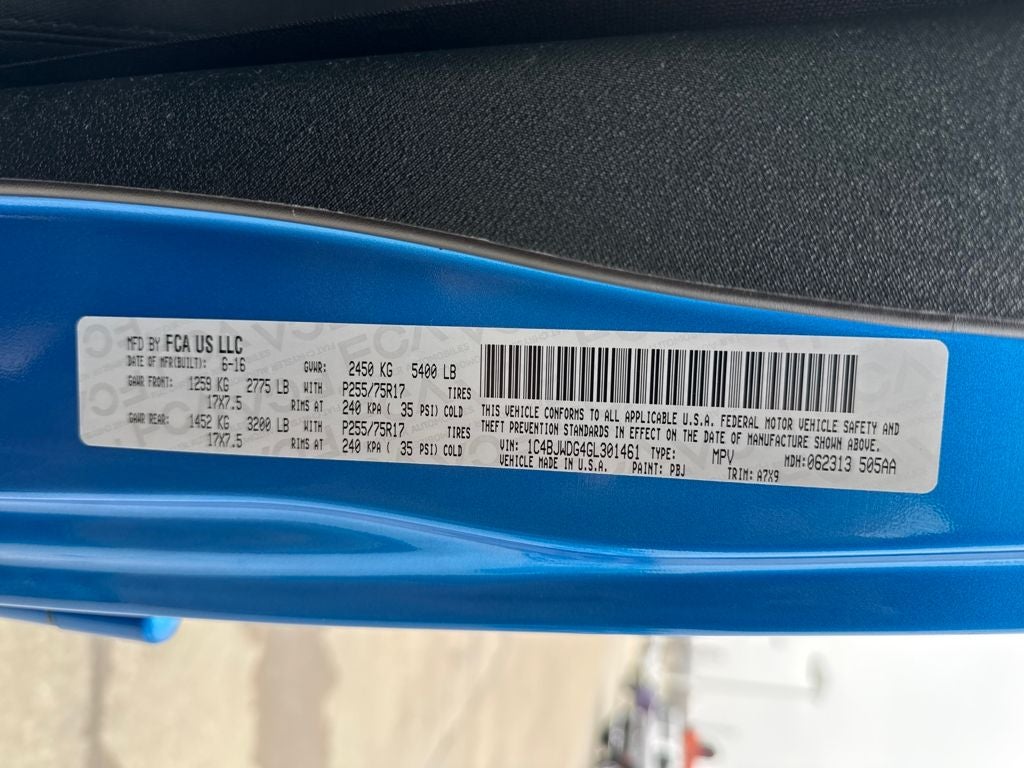 MFD BY FCA US LLC
DATE OF MFR(BUILT): 6-16 GVWR: 2450 KG 5400 LB
GAWR FRONT: 1259 KG 2775 LB WITH P255/75R17 TIRES
17X7.5 RIMS AT 240 KPA ( 35 PSI) COLD
GAWR REAR: 1452 KG 3200 LB WITH P255/75R17 TIRES
17X7.5 RIMS AT 240 KPA ( 35 PSI) COLD
THIS VEHICLE CONFORMS TO ALL APPLICABLE U.S.A. FEDERAL MOTOR VEHICLE SAFETY AND
THEFT PREVENTION STANDARDS IN EFFECT ON THE DATE OF MANUFACTURE SHOWN ABOVE.
VIN: 1C4BJWDG4GL301461 TYPE: MPV MDH:062313 505AA
VEHICLE MADE IN U.S.A. PAINT: PBJ TRIM: A7X9